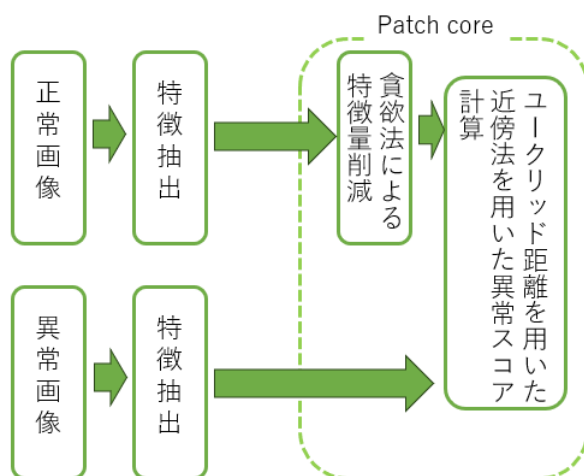 Patch core
正常画像
特徴抽出
貪欲法による
特徴量削減
ユークリッド距離を用いた
近傍法を用いた異常スコア
計算
異常画像
特徴抽出